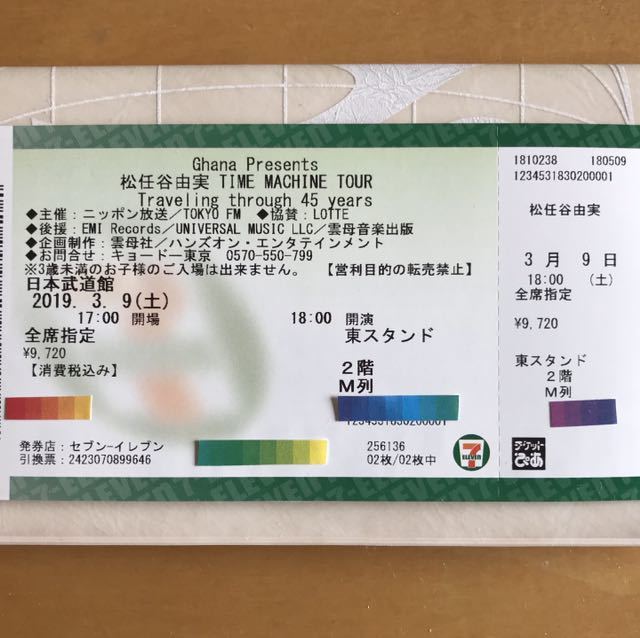 Ghana Presents
松任谷由実 TIME MACHINE TOUR
Traveling through 45 years
◆主催：ニッポン放送／TOKYO FM　◆協賛：LOTTE
◆後援：EMI Records／UNIVERSAL MUSIC LLC／雲母音楽出版
◆企画制作：雲母社／ハンズオン・エンタテインメント
◆お問合せ：キョードー東京　0570-550-799
※3歳未満のお子様のご入場は出来ません。【営利目的の転売禁止】
日本武道館
2019. 3. 9(土)
17:00 開場　18:00 開演
全席指定　東スタンド
¥9,720
【消費税込み】
2階
M列
1234531830200001
発券店：セブン-イレブン　256136
引換票：2423070899646　02枚/02枚中
7 ELEVEN
1810238　180509
1234531830200001
松任谷由実
3月 9日
18:00 (土)
全席指定
¥9,720
東スタンド
2階
M列
チケットぴあ